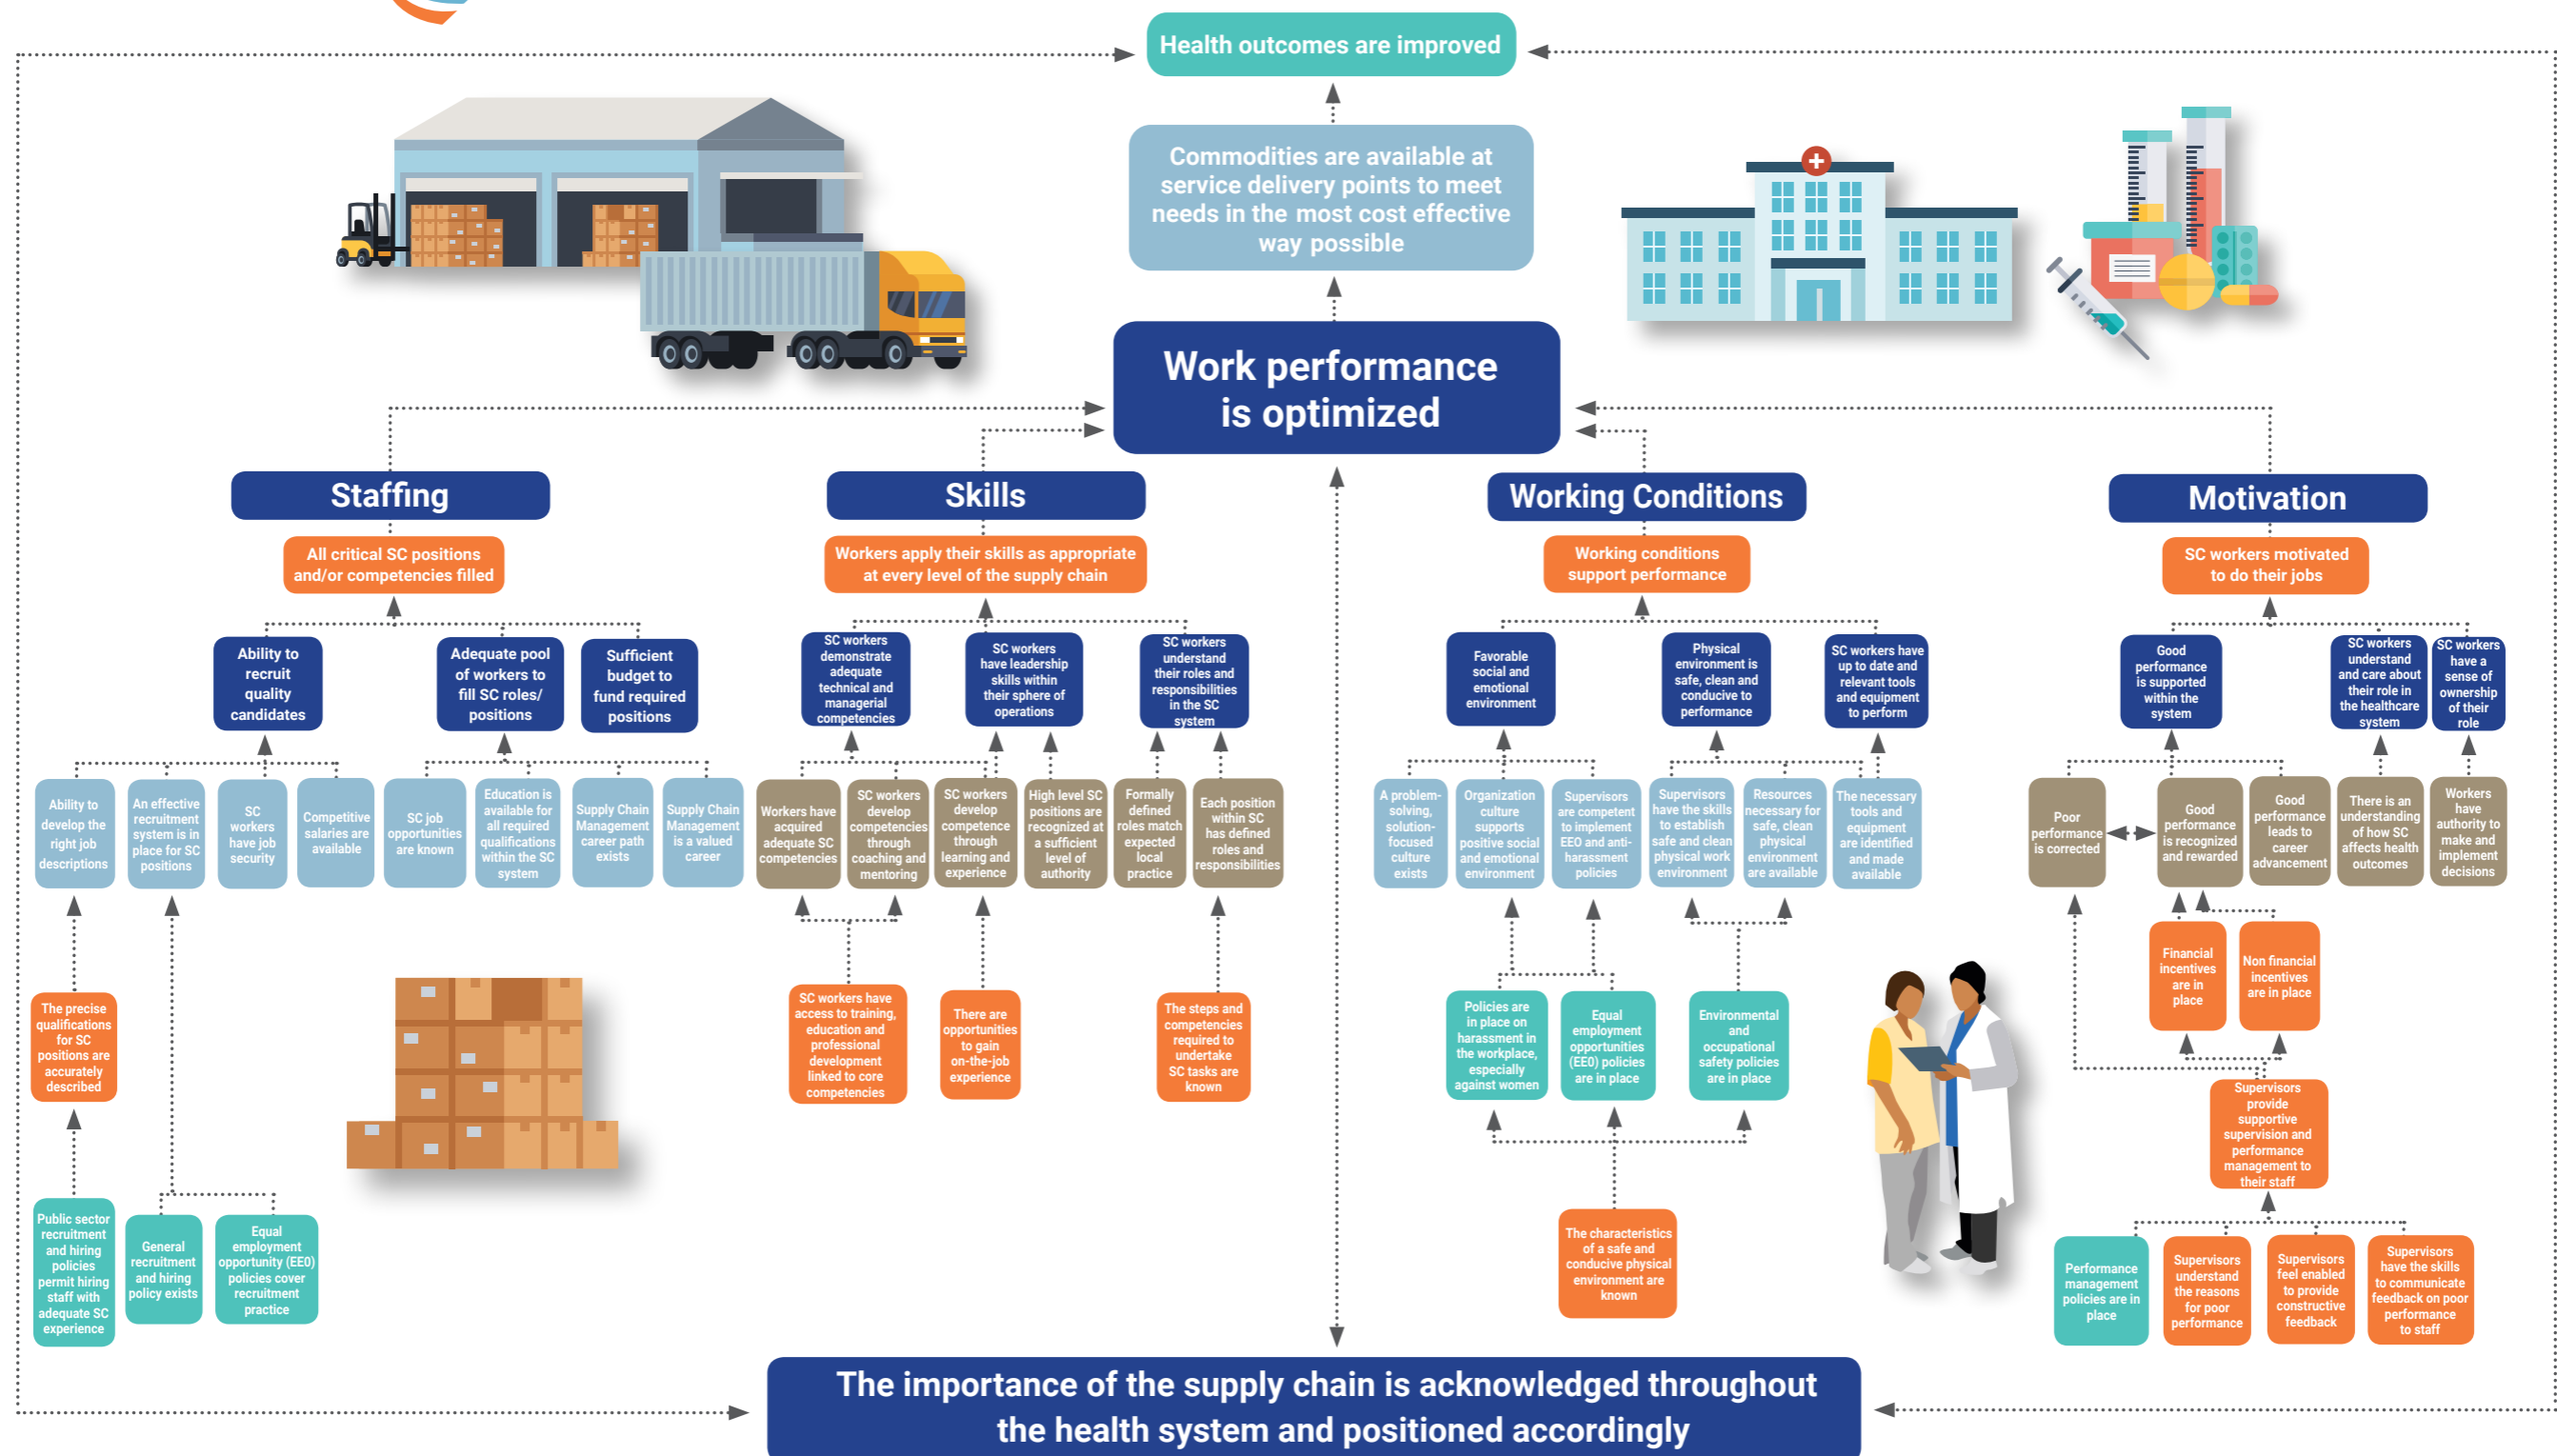 Health outcomes are improved
Commodities are available at
service delivery points to meet
needs in the most cost effective
way possible
Work performance
is optimized
Staffing
All critical SC positions
and/or competencies filled
Ability to
recruit
quality
candidates
Adequate pool
of workers to
fill SC roles/
positions
Sufficient
budget to
fund required
positions
Ability to
develop the
right job
descriptions
An effective
recruitment
system is in
place for SC
positions
SC
workers
have job
security
Competitive
salaries are
available
SC job
opportunities
are known
Education is
available for
all required
qualifications
within the SC
system
Supply Chain
Management
career path
exists
Supply Chain
Management
is a valued
career
The precise
qualifications
for SC
positions are
accurately
described
Public sector
recruitment
and hiring
policies
permit hiring
staff with
adequate SC
experience
General
recruitment
and hiring
policy exists
Equal
employment
opportunity (EE0)
policies cover
recruitment
practice
Skills
Workers apply their skills as appropriate
at every level of the supply chain
SC workers
demonstrate
adequate
technical and
managerial
competencies
SC workers
have leadership
skills within
their sphere of
operations
SC workers
understand
their roles and
responsibilities
in the SC
system
Workers have
acquired
adequate SC
competencies
SC workers
develop
competencies
through
coaching and
mentoring
SC workers
develop
competence
through
learning and
experience
High level SC
positions are
recognized at
a sufficient
level of
authority
Formally
defined
roles match
expected
local
practice
Each position
within SC
has defined
roles and
responsibilities
SC workers have
access to training,
education and
professional
development
linked to core
competencies
There are
opportunities
to gain
on-the-job
experience
The steps and
competencies
required to
undertake
SC tasks are
known
Working Conditions
Working conditions
support performance
Favorable
social and
emotional
environment
Physical
environment is
safe, clean and
conducive to
performance
SC workers have
up to date and
relevant tools
and equipment
to perform
A problem-
solving,
solution-
focused
culture
exists
Organization
culture
supports
positive social
and emotional
environment
Supervisors
are competent
to implement
EEO and anti-
harassment
policies
Supervisors
have the skills
to establish
safe and clean
physical work
environment
Resources
necessary for
safe, clean
physical
environment
are available
The necessary
tools and
equipment
are identified
and made
available
Policies are
in place on
harassment in
the workplace,
especially
against women
Equal
employment
opportunities
(EE0) policies
are in place
Environmental
and
occupational
safety policies
are in place
The characteristics
of a safe and
conducive physical
environment are
known
Motivation
SC workers motivated
to do their jobs
Good
performance
is supported
within the
system
SC workers
understand
and care about
their role in
the healthcare
system
SC workers
have a
sense of
ownership
of their
role
Poor
performance
is corrected
Good
performance
is recognized
and rewarded
Good
performance
leads to
career
advancement
There is an
understanding
of how SC
affects health
outcomes
Workers
have
authority to
make and
implement
decisions
Financial
incentives
are in
place
Non financial
incentives
are in place
Supervisors
provide
supportive
supervision and
performance
management to
their staff
Performance
management
policies are in
place
Supervisors
understand
the reasons
for poor
performance
Supervisors
feel enabled
to provide
constructive
feedback
Supervisors
have the skills
to communicate
feedback on poor
performance
to staff
The importance of the supply chain is acknowledged throughout
the health system and positioned accordingly